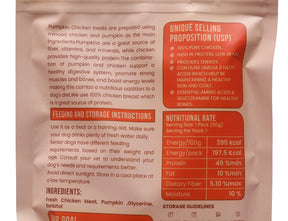 Pumpkin Chicken treats are prepared using
minced chicken and pumpkin as the main
ingredients.Pumpkins are a great source of
fiber, vitamins, and minerals, while chicken
provides high-quality protein.The combination
of pumpkin and chicken support a
healthy digestive system, promote strong
muscles and bones, and boost energy levels
making this combo a nutritious addition to a
dog's diet.We use 100% chicken breast which
is a great source of protein.
FEEDING AND STORAGE INSTRUCTIONS
Use it as a treat or a training aid. Make sure
your dog drinks plenty of fresh water daily.
Senior dogs have different feeding
requirements based on their weight and
age. Consult your vet to understand your
dog's needs and requirements better.
Avoid direct sunlight. Store in a cool place at
a low temperature
INGREDIENTS:
Fresh Chicken Meat, Pumpkin ,Glycerine,
Sorbitol
UNIQUE SELLING
PROPOSITION (USP)
100% PURE CHICKEN.
HIGH IN PROTEIN, LOW IN FAT.
PROVIDES ENERGY.
CONTAINS OMEGA 6 FATTY
ACIDS WHICH HELP IN
MAINTAINING A HEALTHY
SKIN AND COAT
ESSENTIAL AMINO ACIDS &
GLUCOSAMINE FOR HEALTHY
BONES.
NUTRITIONAL RATE
Serving Size : 1 Pack (50g)
Serving Per Pack : 1
Energy/100g 395 kcal
Energy/pack 197.5 Kcal
Protein 49 %min
Fat 10 %min
Dietary Fiber 5.10 %max
Moisture 10 %
STORAGE GUIDELINES